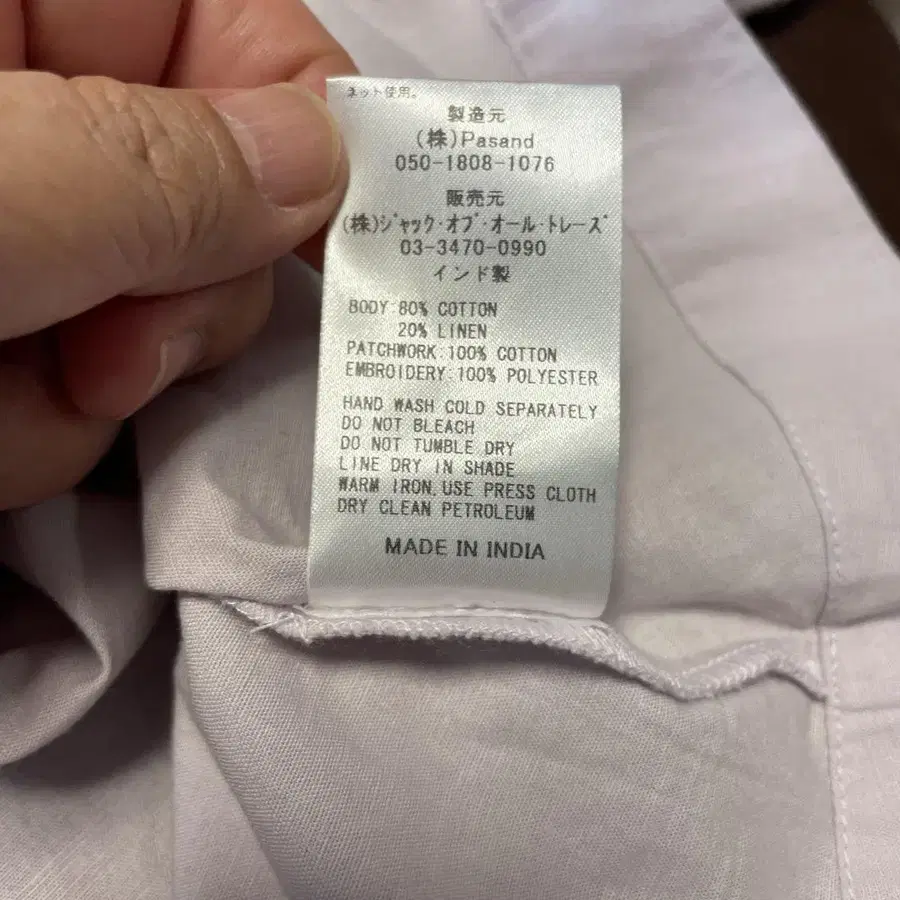 ネット使用。
製造元
(株)Pasand
050-1808-1076
販売元
(株)ジャック・オブ・オール・トレーズ
03-3470-0990
インド製
BODY:80% COTTON
20% LINEN
PATCHWORK:100% COTTON
EMBROIDERY:100% POLYESTER
HAND WASH COLD SEPARATELY
DO NOT BLEACH
DO NOT TUMBLE DRY
LINE DRY IN SHADE
WARM IRON, USE PRESS CLOTH
DRY CLEAN PETROLEUM
MADE IN INDIA